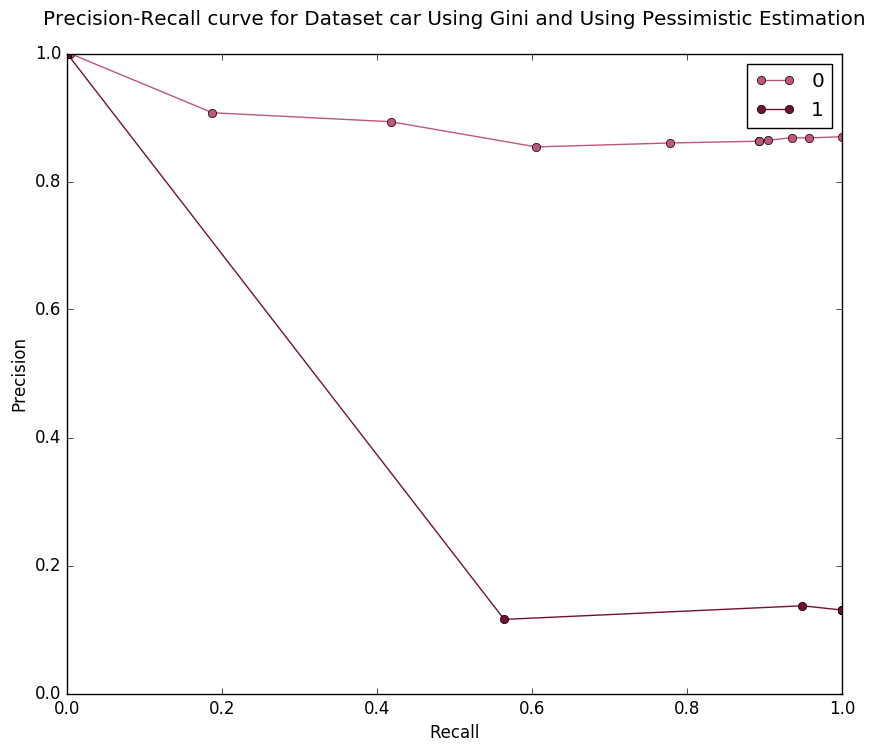 Precision-Recall curve for Dataset car Using Gini and Using Pessimistic Estimation
1.0
0.8
0.6
0.4
0.2
0.0
Precision
0
1
0.0 0.2 0.4 0.6 0.8 1.0
Recall